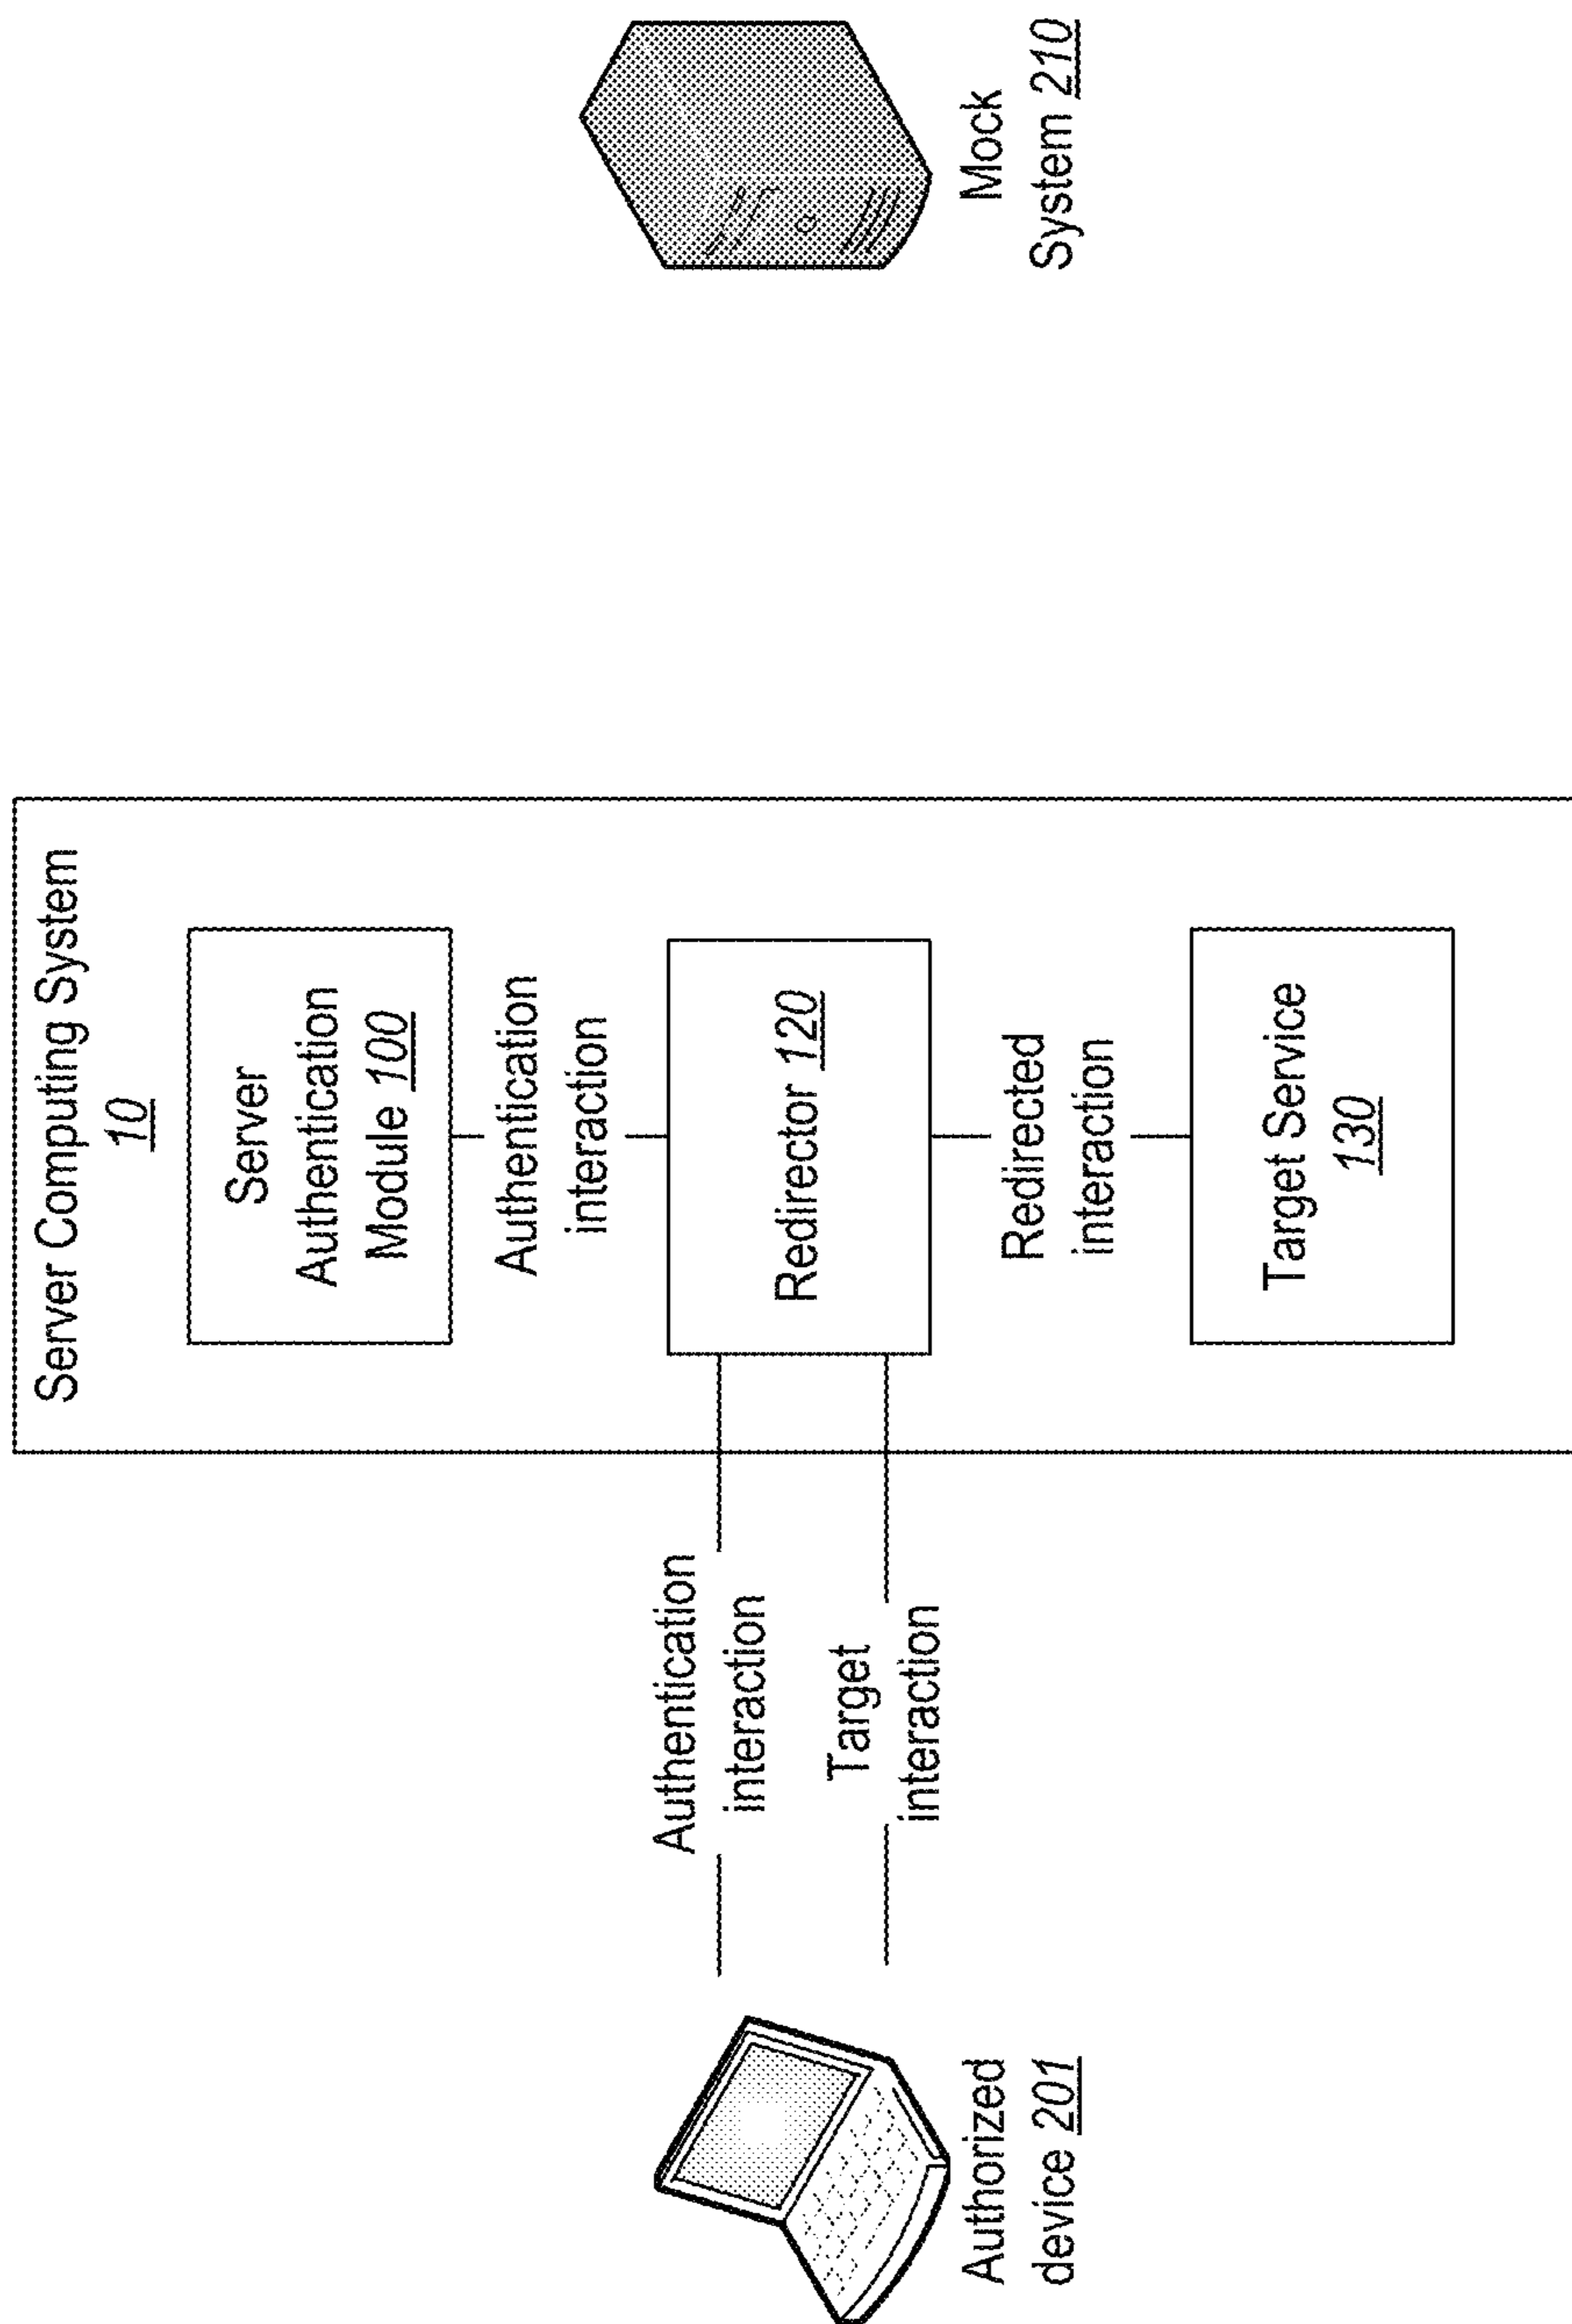 Server Computing System
10
Server
Authentication
Module 100
Authentication
interaction
Authentication
interaction
Redirector 120
Target
interaction
Redirected
interaction
Target Service
130
Authorized
device 201
Mock
System 210